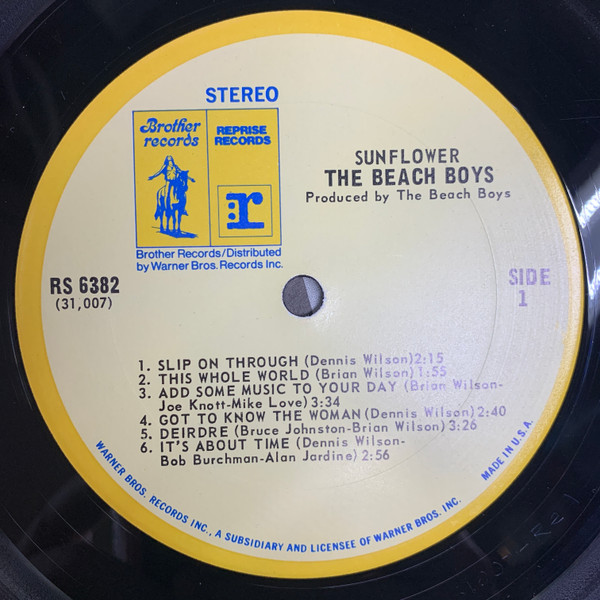 STEREO
Brother
records
REPRISE
RECORDS
r
Brother Records/Distributed
by Warner Bros. Records Inc.
SUNFLOWER
THE BEACH BOYS
Produced by The Beach Boys
RS 6382
(31,007)
SIDE
1
1. SLIP ON THROUGH (Dennis Wilson)2:15
2. THIS WHOLE WORLD (Brian Wilson) 1:55
3. ADD SOME MUSIC TO YOUR DAY (Brian Wilson-
Joe Knott-Mike Love) 3:34
4. GOT TO KNOW THE WOMAN (Dennis Wilson) 2:40
5. DEIRDRE (Bruce Johnston-Brian Wilson) 3:26
6. IT'S ABOUT TIME (Dennis Wilson-
Bob Burchman-Alan Jardine) 2:56
WARNER BROS. RECORDS INC., A SUBSIDIARY AND LICENSEE OF WARNER BROS. INC.
MADE IN U.S.A.